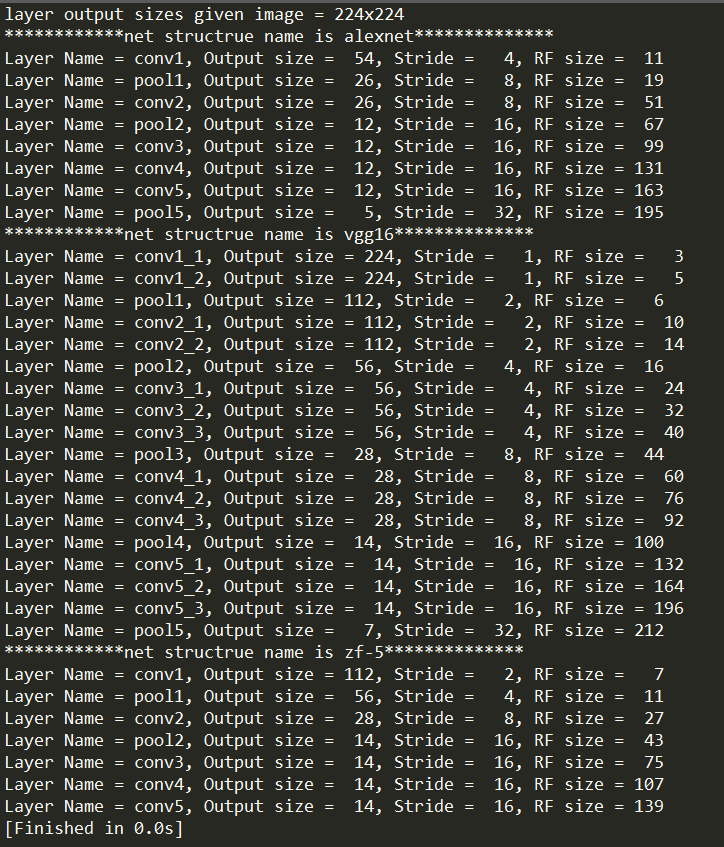 layer output sizes given image = 224x224
************net structrue name is alexnet**************
Layer Name = conv1, Output size =  54, Stride =   4, RF size =  11
Layer Name = pool1, Output size =  26, Stride =   8, RF size =  19
Layer Name = conv2, Output size =  26, Stride =   8, RF size =  51
Layer Name = pool2, Output size =  12, Stride =  16, RF size =  67
Layer Name = conv3, Output size =  12, Stride =  16, RF size =  99
Layer Name = conv4, Output size =  12, Stride =  16, RF size = 131
Layer Name = conv5, Output size =  12, Stride =  16, RF size = 163
Layer Name = pool5, Output size =   5, Stride =  32, RF size = 195
************net structrue name is vgg16**************
Layer Name = conv1_1, Output size = 224, Stride =   1, RF size =   3
Layer Name = conv1_2, Output size = 224, Stride =   1, RF size =   5
Layer Name = pool1, Output size = 112, Stride =   2, RF size =   6
Layer Name = conv2_1, Output size = 112, Stride =   2, RF size =  10
Layer Name = conv2_2, Output size = 112, Stride =   2, RF size =  14
Layer Name = pool2, Output size =  56, Stride =   4, RF size =  16
Layer Name = conv3_1, Output size =  56, Stride =   4, RF size =  24
Layer Name = conv3_2, Output size =  56, Stride =   4, RF size =  32
Layer Name = conv3_3, Output size =  56, Stride =   4, RF size =  40
Layer Name = pool3, Output size =  28, Stride =   8, RF size =  44
Layer Name = conv4_1, Output size =  28, Stride =   8, RF size =  60
Layer Name = conv4_2, Output size =  28, Stride =   8, RF size =  76
Layer Name = conv4_3, Output size =  28, Stride =   8, RF size =  92
Layer Name = pool4, Output size =  14, Stride =  16, RF size = 100
Layer Name = conv5_1, Output size =  14, Stride =  16, RF size = 132
Layer Name = conv5_2, Output size =  14, Stride =  16, RF size = 164
Layer Name = conv5_3, Output size =  14, Stride =  16, RF size = 196
Layer Name = pool5, Output size =   7, Stride =  32, RF size = 212
************net structrue name is zf-5**************
Layer Name = conv1, Output size = 112, Stride =   2, RF size =   7
Layer Name = pool1, Output size =  56, Stride =   4, RF size =  11
Layer Name = conv2, Output size =  28, Stride =   8, RF size =  27
Layer Name = pool2, Output size =  14, Stride =  16, RF size =  43
Layer Name = conv3, Output size =  14, Stride =  16, RF size =  75
Layer Name = conv4, Output size =  14, Stride =  16, RF size = 107
Layer Name = conv5, Output size =  14, Stride =  16, RF size = 139
[Finished in 0.0s]